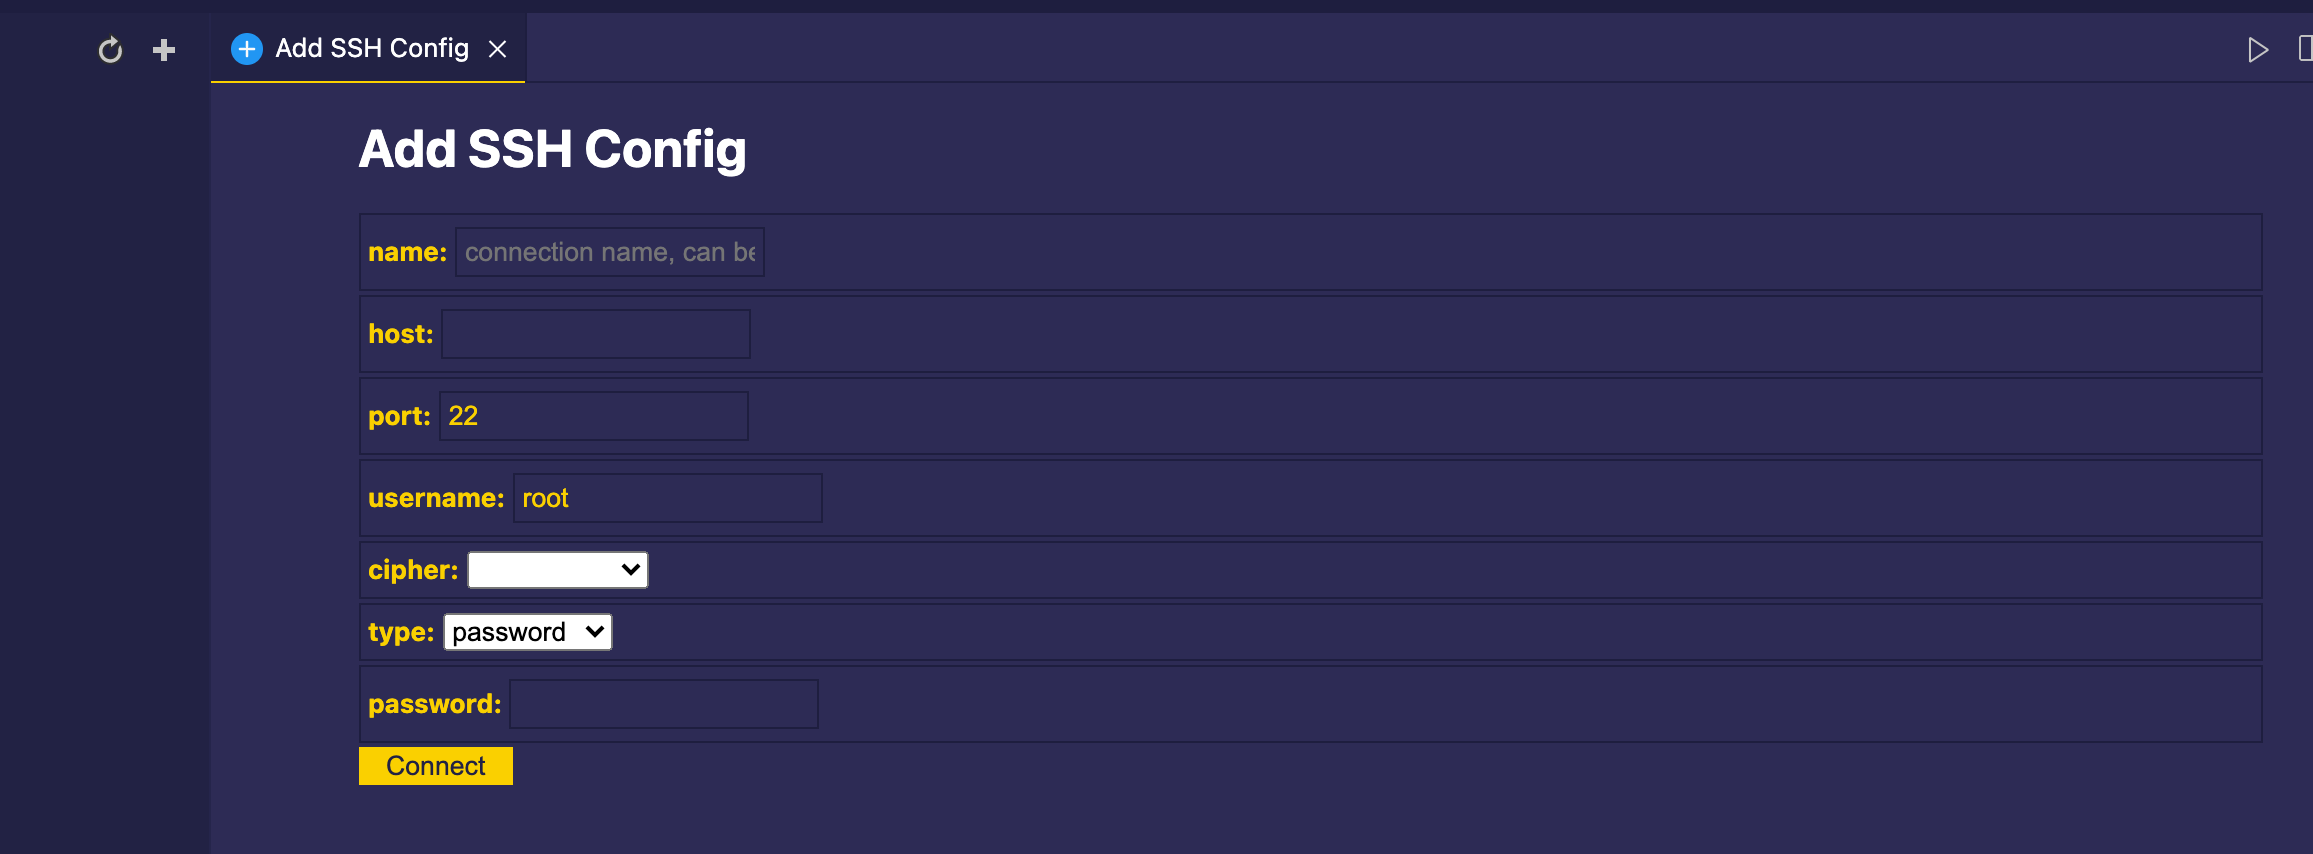 Add SSH Config
Add SSH Config
name: connection name, can be
host:
port: 22
username: root
cipher:
type: password
password:
Connect